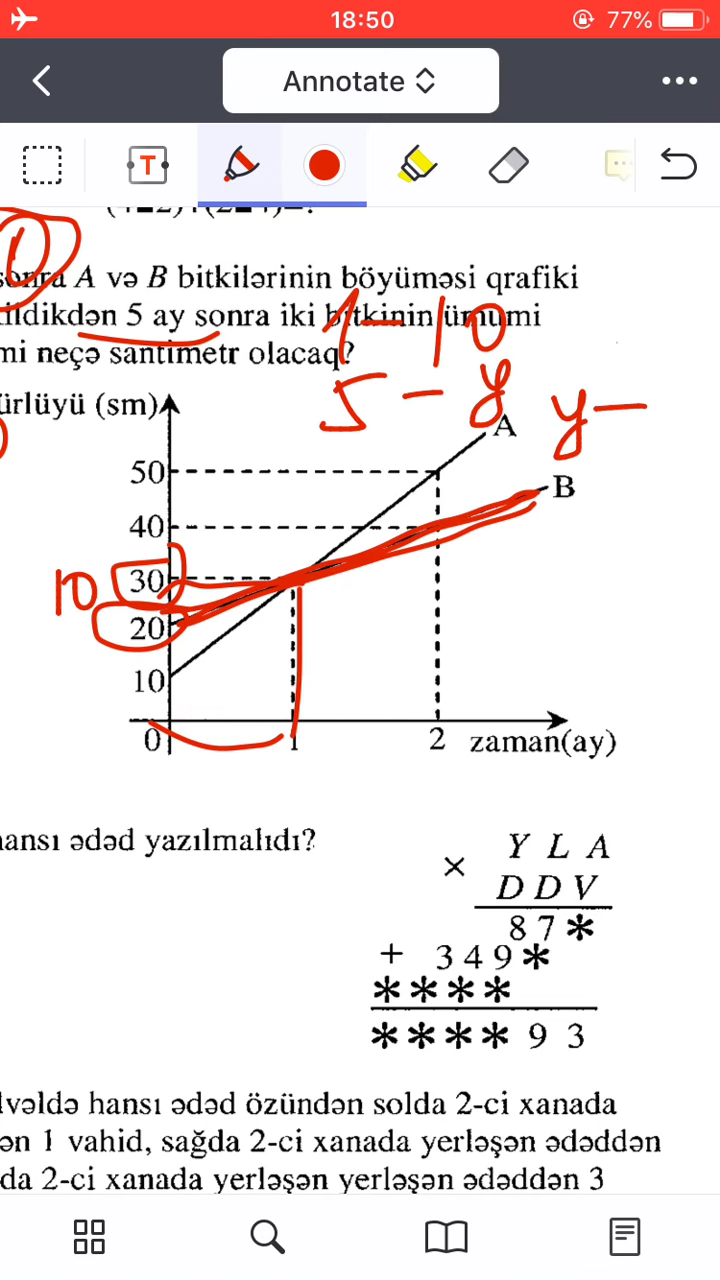 18:50
77%
Annotate
T
1
sonra A və B bitkilərinin böyüməsi qrafiki
ildikdən 5 ay sonra iki bitkinin ümumi
mi neçə santimetr olacaq?
1 - 10
5 - y
y -
ürlüyü (sm)
A
50
B
40
30
10
20
10
0
1
2
zaman(ay)
hansı ədəd yazılmalıdı?
Y L A
×
D D V
8 7 *
+ 3 4 9 *
* * * *
* * * * 9 3
lvəldə hansı ədəd özündən solda 2-ci xanada
ən 1 vahid, sağda 2-ci xanada yerləşən ədəddən
da 2-ci xanada yerləşən yerləşən ədəddən 3